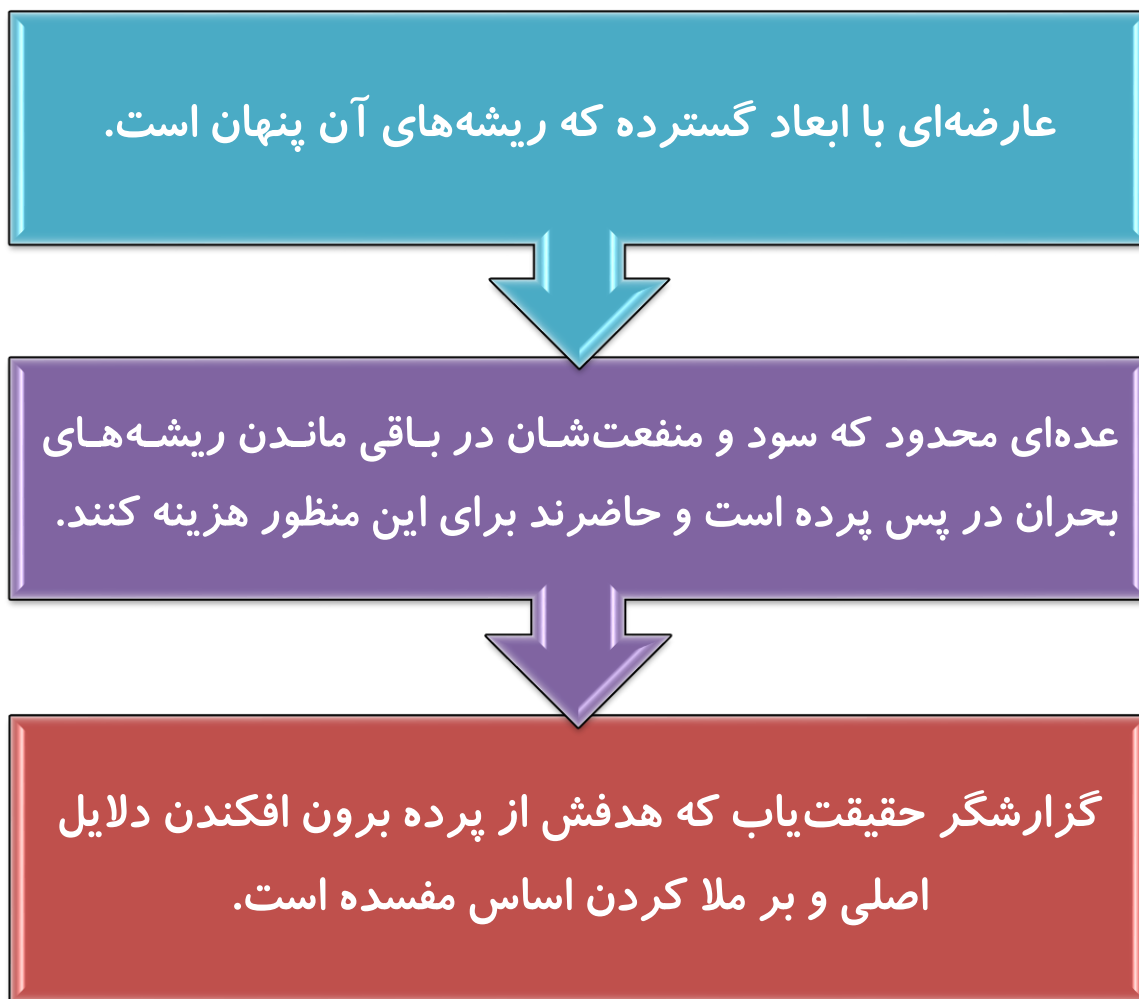 عارضه‌ای با ابعاد گسترده که ریشه‌های آن پنهان است.
عده‌ای محدود که سود و منفعت‌شان در باقی ماندن ریشه‌های
بحران در پس پرده است و حاضرند برای این منظور هزینه کنند.
گزارشگر حقیقت‌یاب که هدفش از پرده برون افکندن دلایل
اصلی و بر ملا کردن اساس مفسده است.